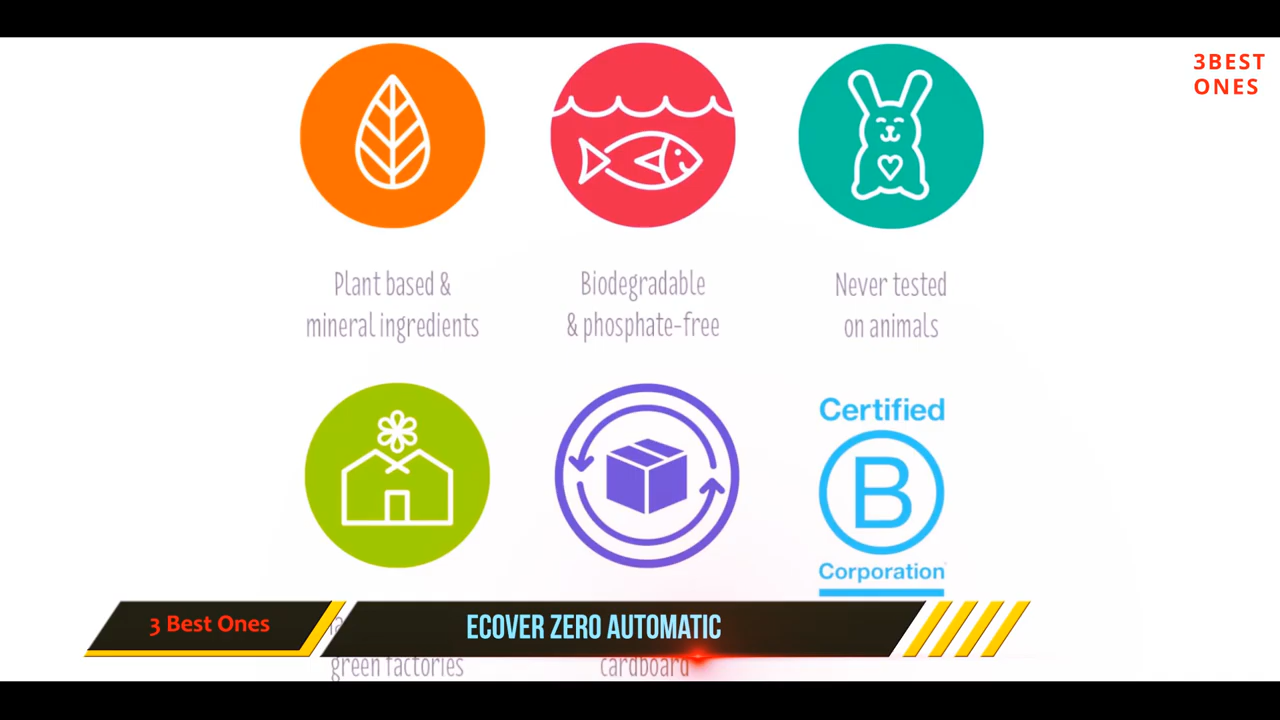 3BEST
ONES
Plant based &
mineral ingredients
Biodegradable
& phosphate-free
Never tested
on animals
Certified
B
Corporation
3 Best Ones
ECOVER ZERO AUTOMATIC
green factories
cardboard